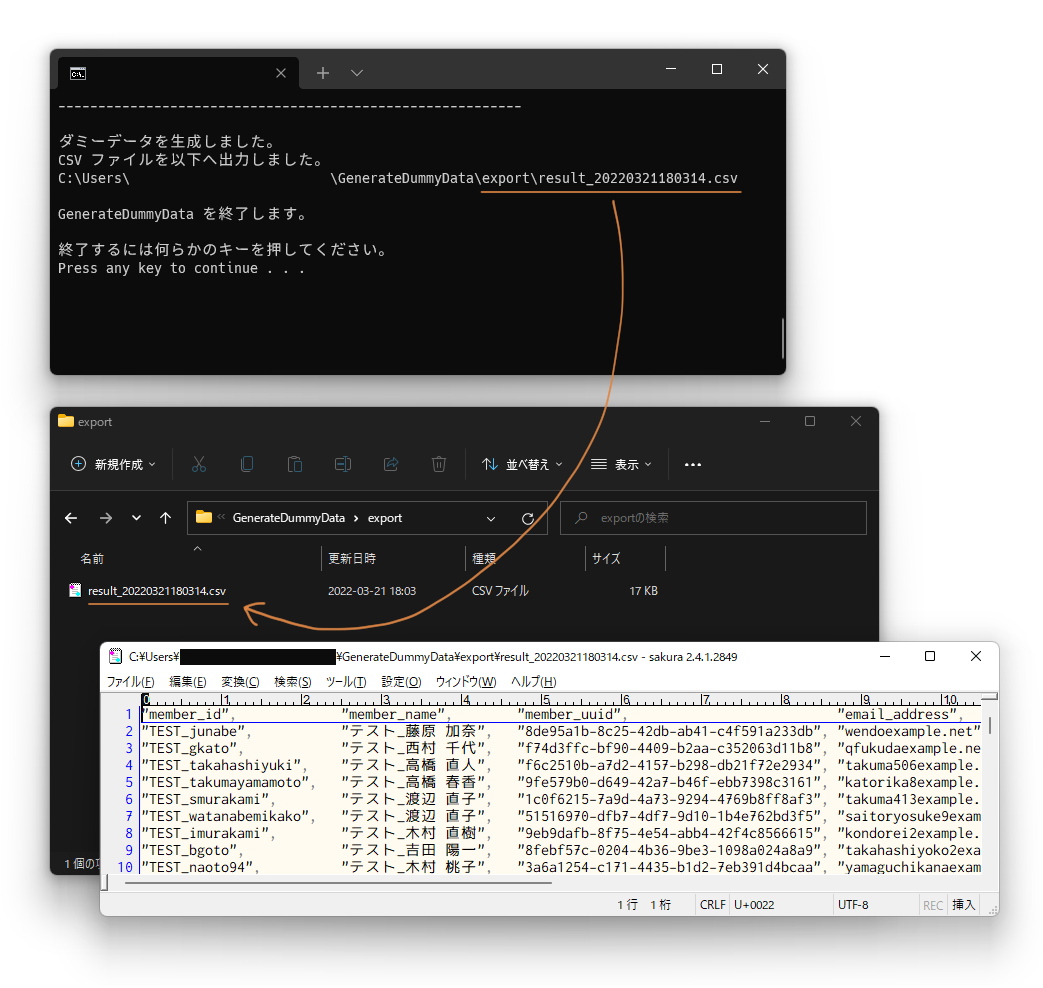 ---------------------------------------------------------
ダミーデータを生成しました。
CSV ファイルを以下へ出力しました。
C:\Users\ \GenerateDummyData\export\result_20220321180314.csv
GenerateDummyData を終了します。
終了するには何らかのキーを押してください。
Press any key to continue . . .
export
新規作成 並べ替え 表示 •••
« GenerateDummyData › export exportの検索
名前 更新日時 種類 サイズ
result_20220321180314.csv 2022-03-21 18:03 CSV ファイル 17 KB
C:¥Users¥ ¥GenerateDummyData¥export¥result_20220321180314.csv - sakura 2.4.1.2849
ファイル(F) 編集(E) 変換(C) 検索(S) ツール(T) 設定(O) ウィンドウ(W) ヘルプ(H)
0 1 2 3 4 5 6 7 8 9 10
1 "member_id", "member_name", "member_uuid", "email_address",
2 "TEST_junabe", "テスト_藤原 加奈", "8de95a1b-8c25-42db-ab41-c4f591a233db", "wendoexample.net"
3 "TEST_gkato", "テスト_西村 千代", "f74d3ffc-bf90-4409-b2aa-c352063d11b8", "qfukudaexample.ne
4 "TEST_takahashiyuki", "テスト_高橋 直人", "f6c2510b-a7d2-4157-b298-db21f72e2934", "takuma506example.
5 "TEST_takumayamamoto", "テスト_高橋 春香", "9fe579b0-d649-42a7-b46f-ebb7398c3161", "katorika8example.
6 "TEST_smurakami", "テスト_渡辺 直子", "1c0f6215-7a9d-4a73-9294-4769b8ff8af3", "takuma413example.
7 "TEST_watanabemikako", "テスト_渡辺 直子", "51516970-dfb7-4df7-9d10-1b4e762bd3f5", "saitoryosuke9exam
8 "TEST_imurakami", "テスト_木村 直樹", "9eb9dafb-8f75-4e54-abb4-42f4c8566615", "kondorei2example.
9 "TEST_bgoto", "テスト_吉田 陽一", "8febf57c-0204-4b36-9be3-1098a024a8a9", "takahashiyoko2exa
10 "TEST_naoto94", "テスト_木村 桃子", "3a6a1254-c171-4435-b1d2-7eb391d4bcaa", "yamaguchikanaexam
1 個の
1 行 1 桁 CRLF U+0022 UTF-8 REC 挿入